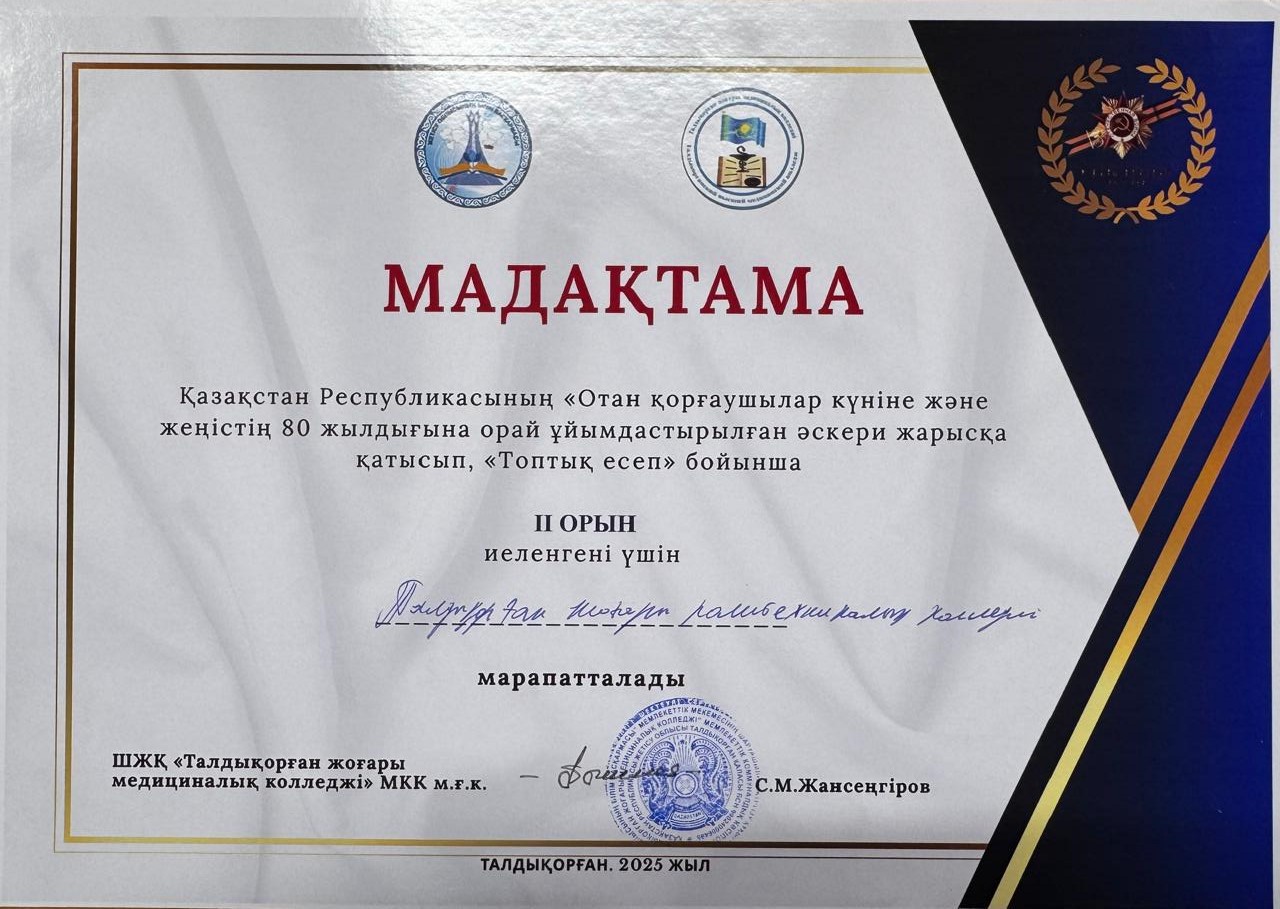 МАДАҚТАМА
Қазақстан Республикасының «Отан қорғаушылар күніне және
жеңістің 80 жылдығына орай ұйымдастырылған әскери жарысқа
қатысып, «Топтық есеп» бойынша
II ОРЫН
иеленгені үшін
Талдықорған жоғары политехникалық колледжі
марапатталады
ШЖҚ «Талдықорған жоғары
медициналық колледжі» МКК м.ғ.к.
С.М.Жансеңгіров
ТАЛДЫҚОРҒАН. 2025 ЖЫЛ